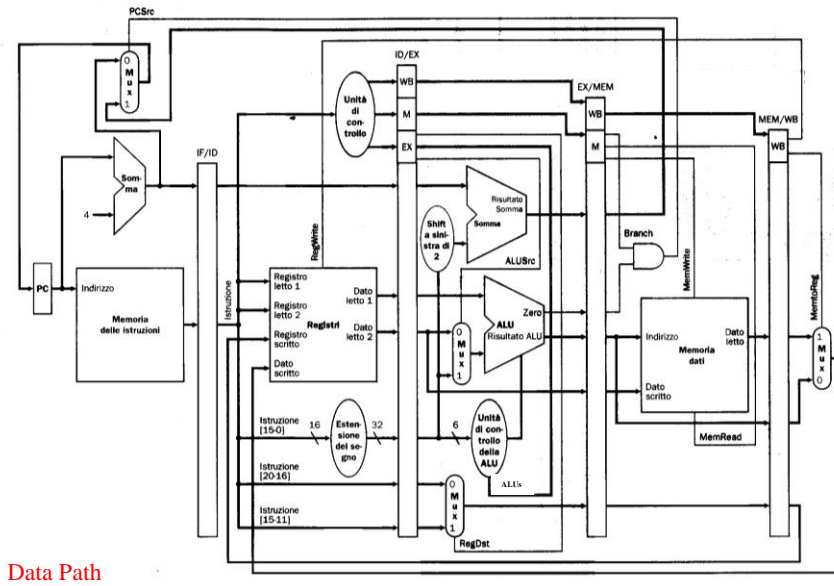 PCSrc
0
M
u
x
1
ID/EX
WB
M
EX
Unità
di
controllo
EX/MEM
WB
M
MEM/WB
WB
IF/ID
Som-
ma
4
RegWrite
Shift
a sini-
stra di
2
Risultato
Somma
Somma
ALUSrc
Branch
MemWrite
MemtoReg
PC
Indirizzo
Memoria
delle istruzioni
Istruzione
Registro
letto 1
Registro
letto 2
Registro
scritto
Dato
scritto
Registri
Dato
letto 1
Dato
letto 2
0
M
u
x
1
Zero
ALU
Risultato ALU
Indirizzo
Dato
letto
Memoria
dati
Dato
scritto
1
M
u
x
0
MemRead
Istruzione
[15-0]
16
Esten-
sione
del se-
gno
32
6
Unità
di con-
trollo
della
ALU
ALUs
Istruzione
[20-16]
Istruzione
[15-11]
0
M
u
x
1
RegDst
Data Path